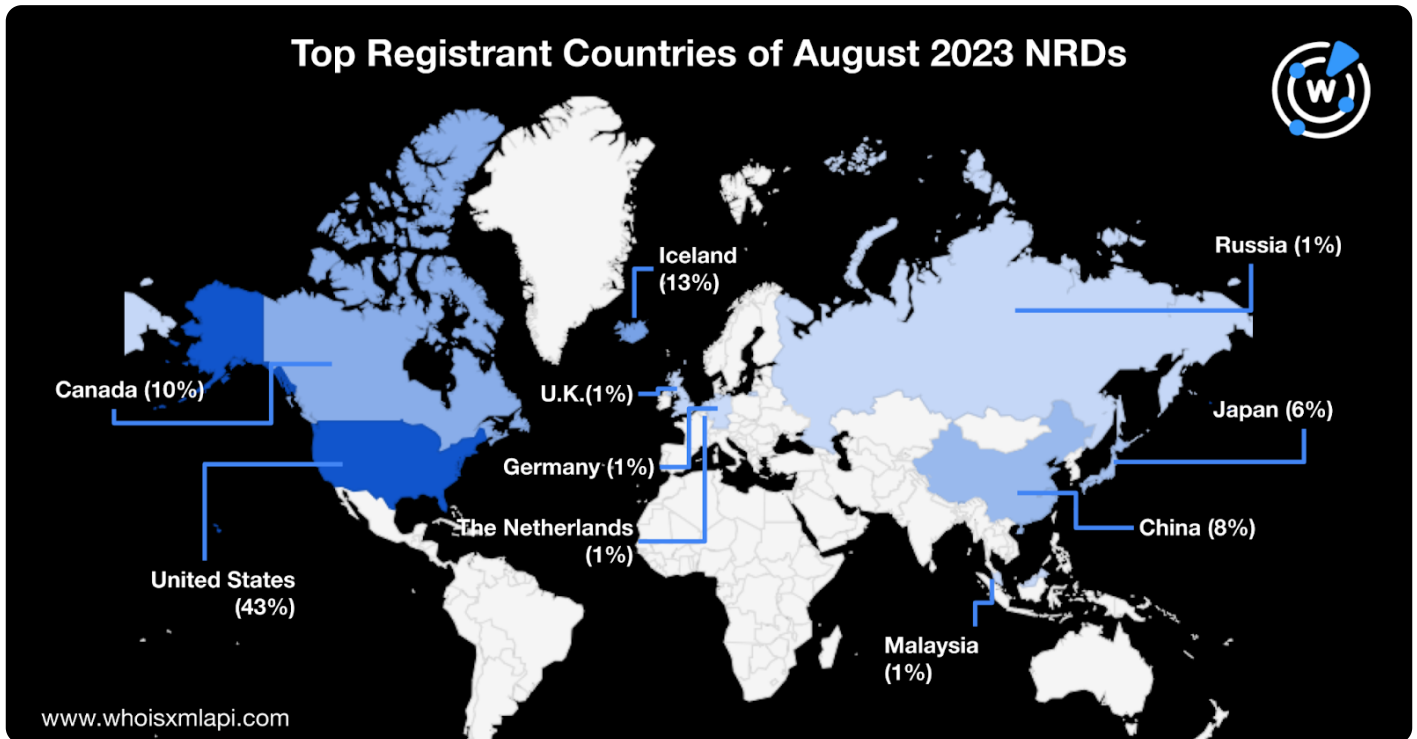 Top Registrant Countries of August 2023 NRDs
W
Iceland
(13%)
Russia (1%)
Canada (10%)
U.K.(1%)
Japan (6%)
Germany (1%)
The Netherlands
(1%)
China (8%)
United States
(43%)
Malaysia
(1%)
www.whoisxmlapi.com